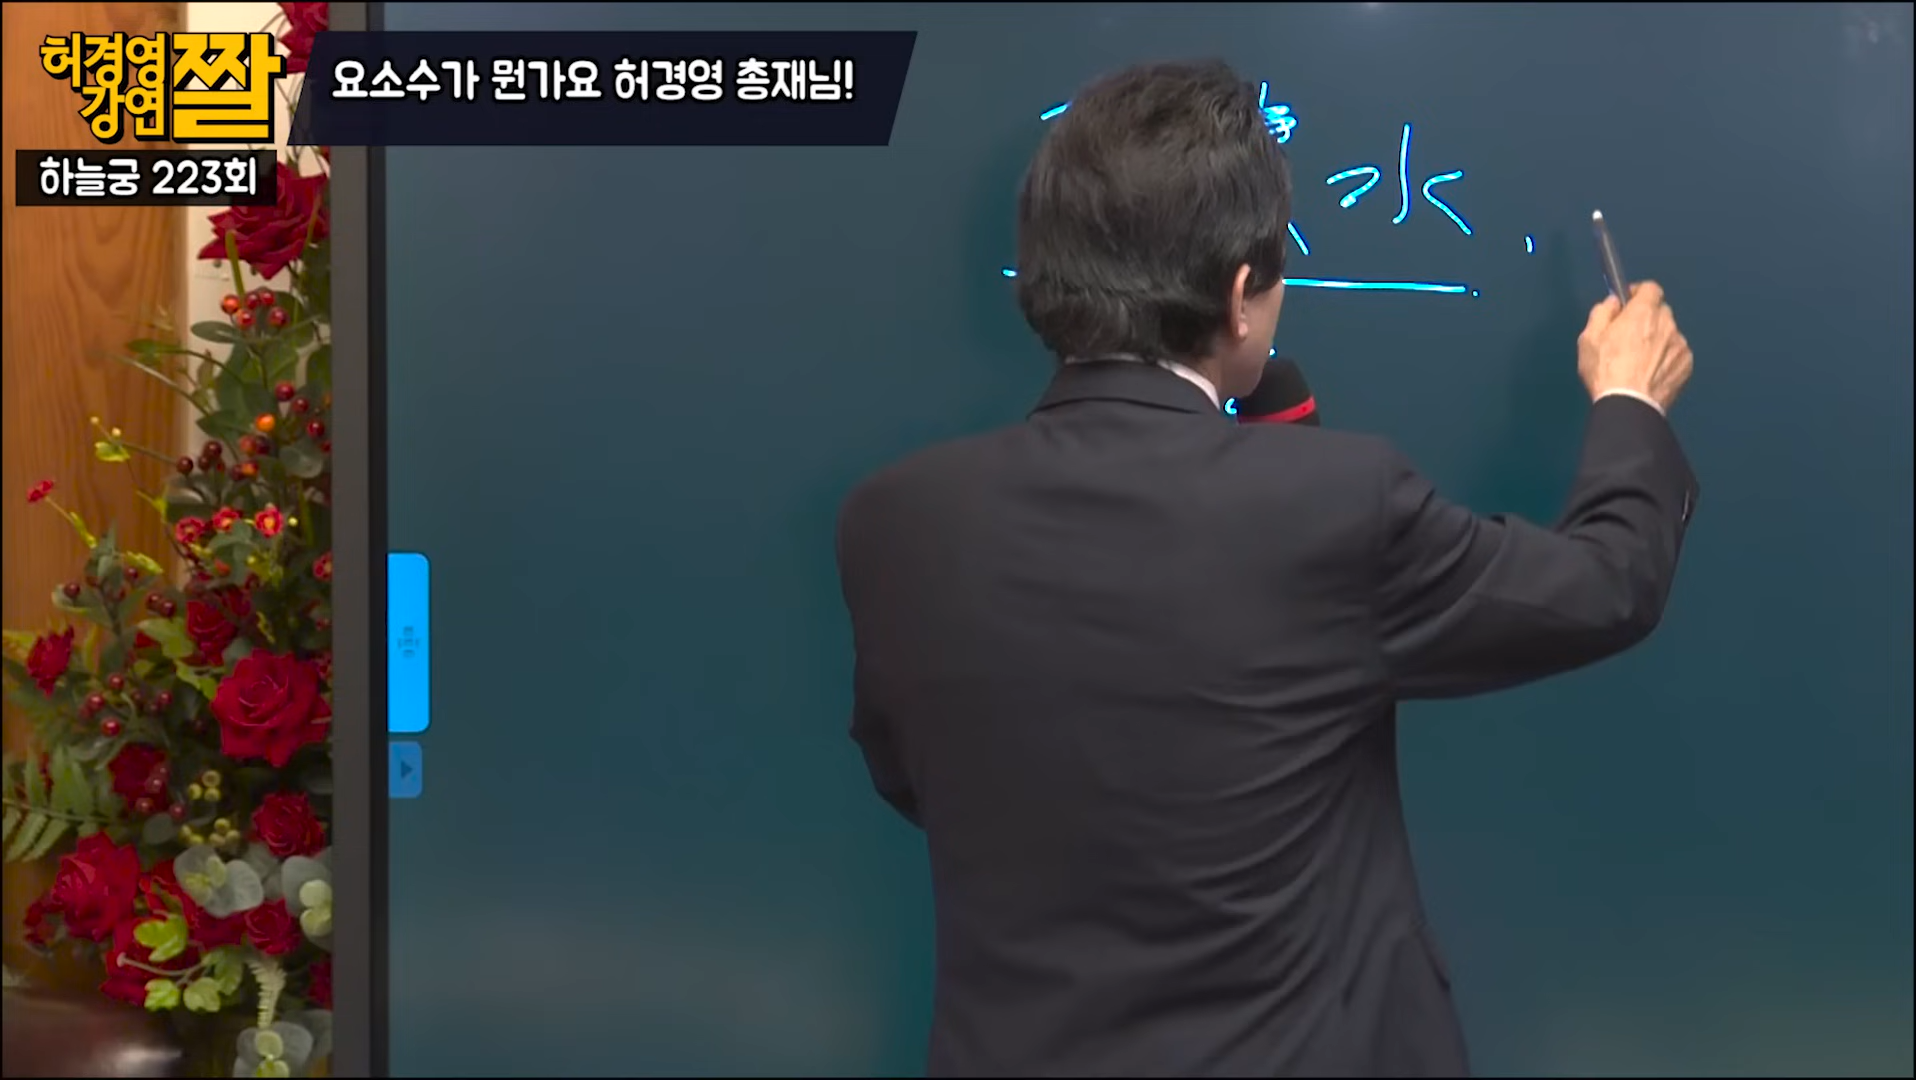 허경영
강연 짤
요소수가 뭔가요 허경영 총재님!
하늘궁 223회
水